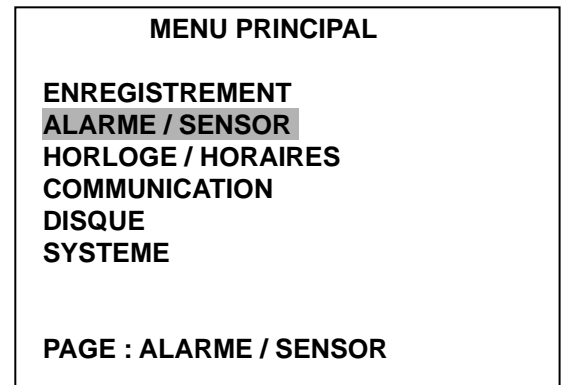 MENU PRINCIPAL
ENREGISTREMENT
ALARME / SENSOR
HORLOGE / HORAIRES
COMMUNICATION
DISQUE
SYSTEME
PAGE : ALARME / SENSOR